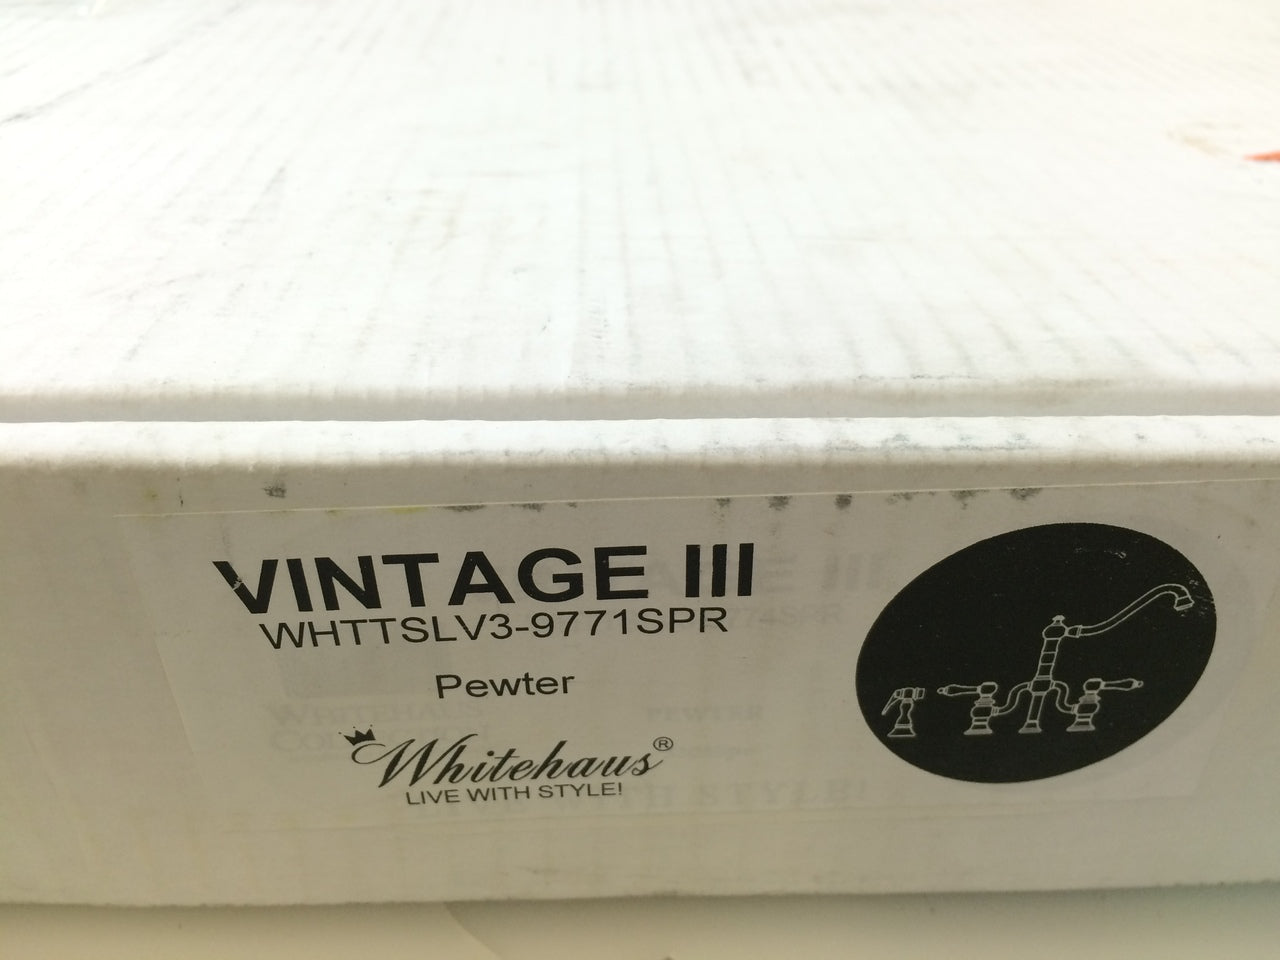 VINTAGE III
WHTTSLV3-9771SPR
Pewter
Whitehaus®
LIVE WITH STYLE!